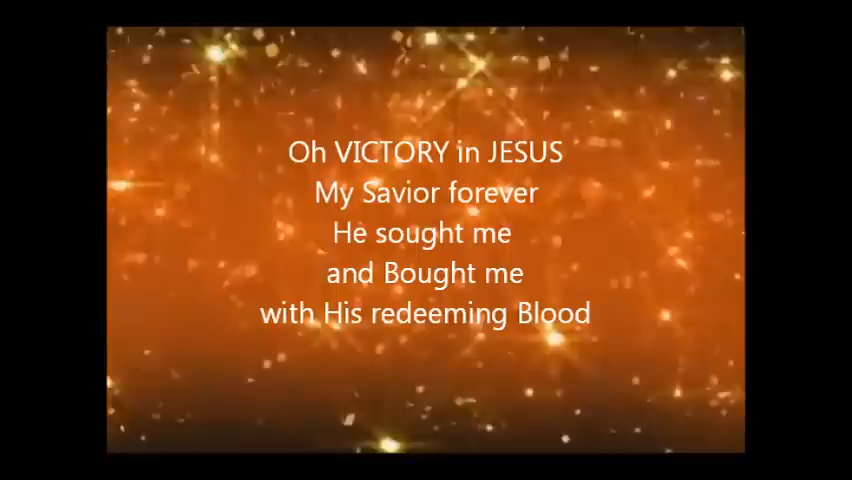 Oh VICTORY in JESUS
My Savior forever
He sought me
and Bought me
with His redeeming Blood